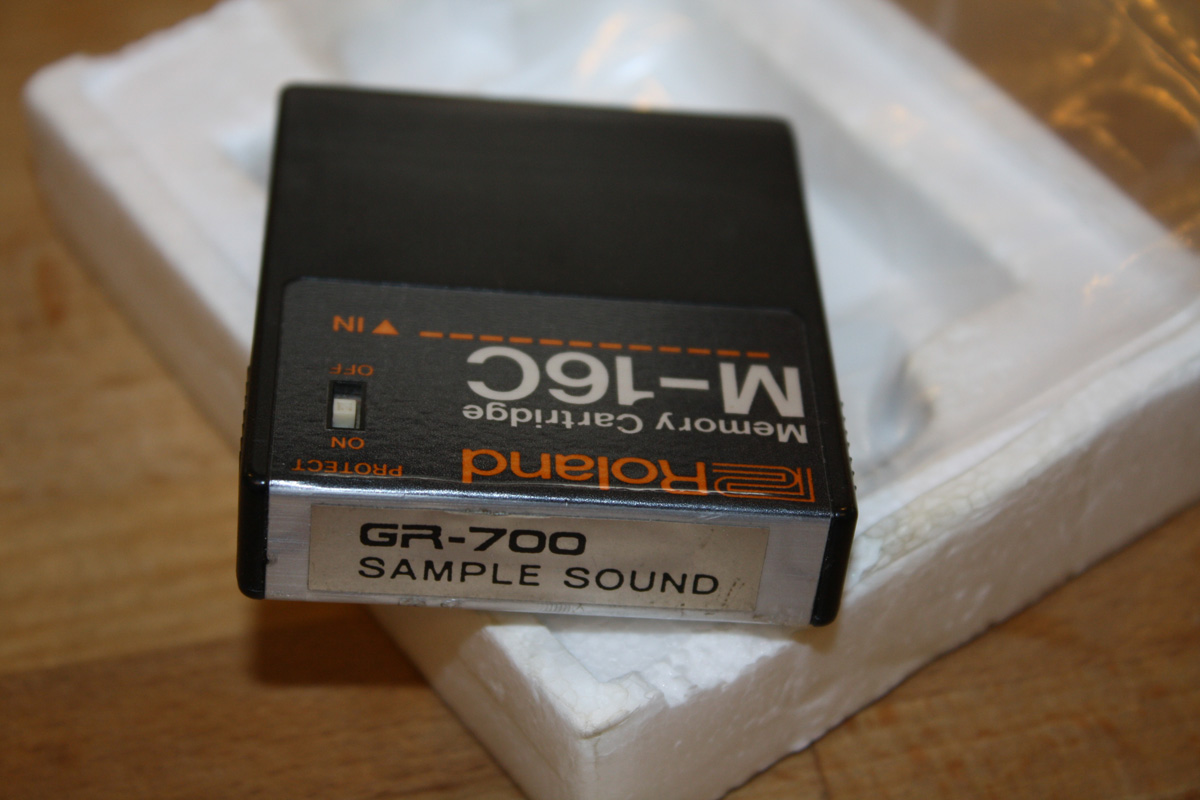 Roland
Memory Cartridge
M-16C
PROTECT
ON
OFF
▲ IN
GR-700
SAMPLE SOUND